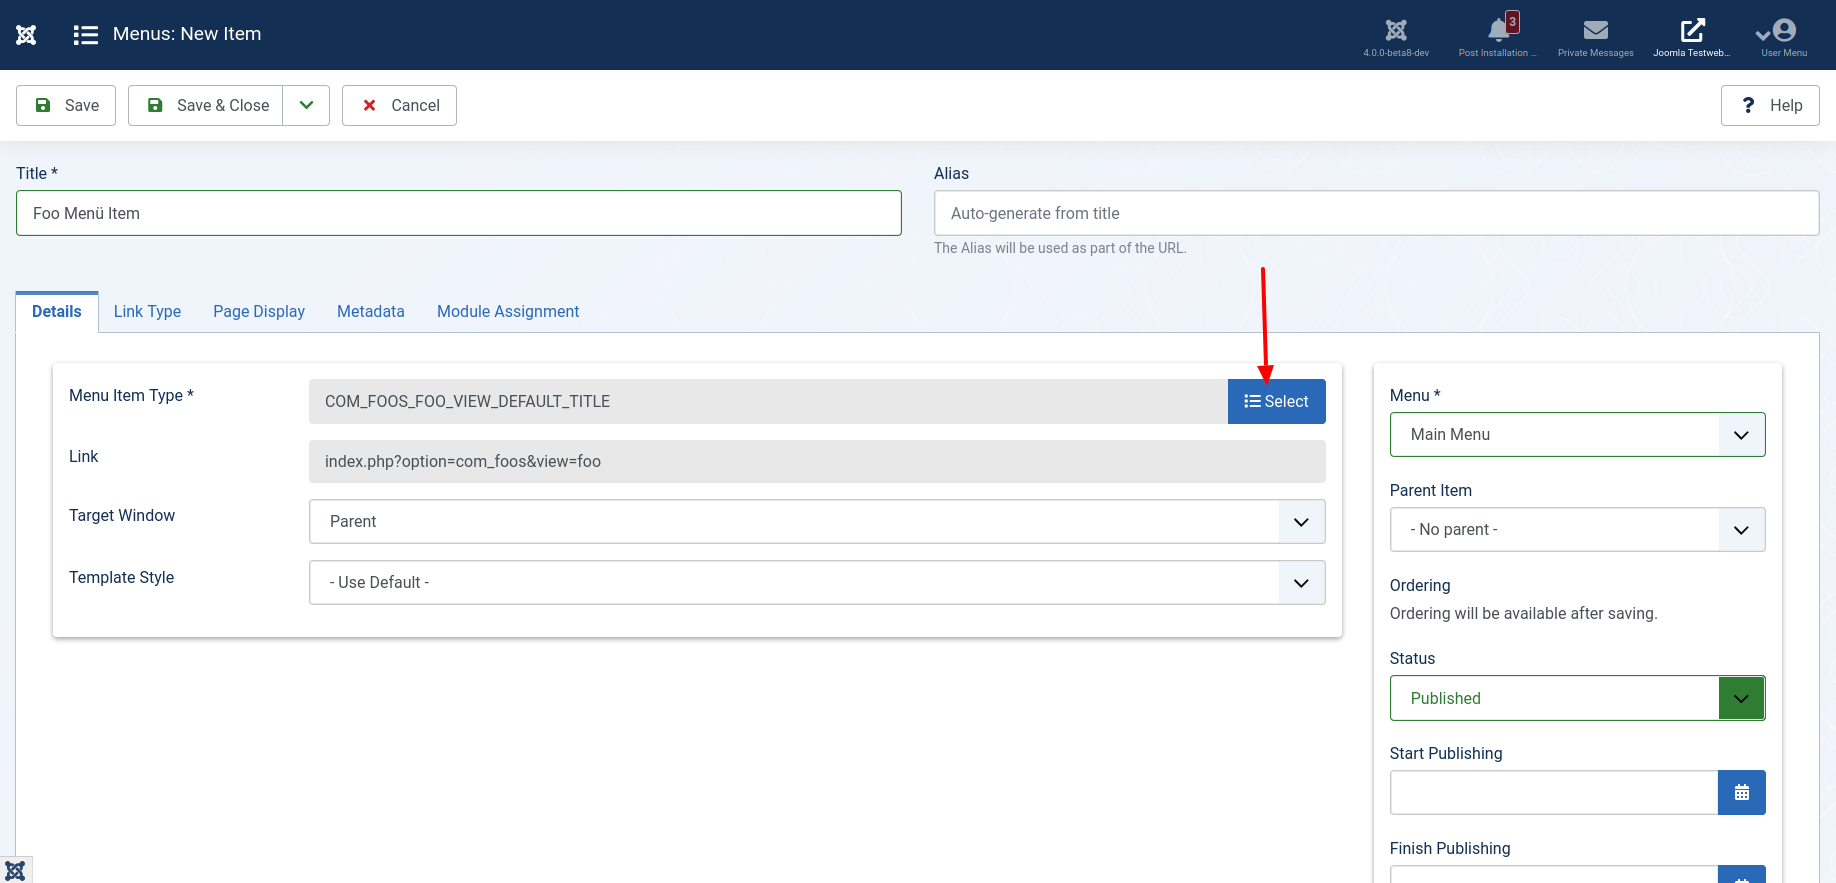 Menus: New Item
4.0.0-beta8-dev
3
Post Installation ...
Private Messages
Joomla Testweb...
User Menu
Save
Save & Close
Cancel
? Help
Title *
Foo Menü Item
Alias
Auto-generate from title
The Alias will be used as part of the URL.
Details
Link Type
Page Display
Metadata
Module Assignment
Menu Item Type *
COM_FOOS_FOO_VIEW_DEFAULT_TITLE
Select
Link
index.php?option=com_foos&view=foo
Target Window
Parent
Template Style
- Use Default -
Menu *
Main Menu
Parent Item
- No parent -
Ordering
Ordering will be available after saving.
Status
Published
Start Publishing
Finish Publishing